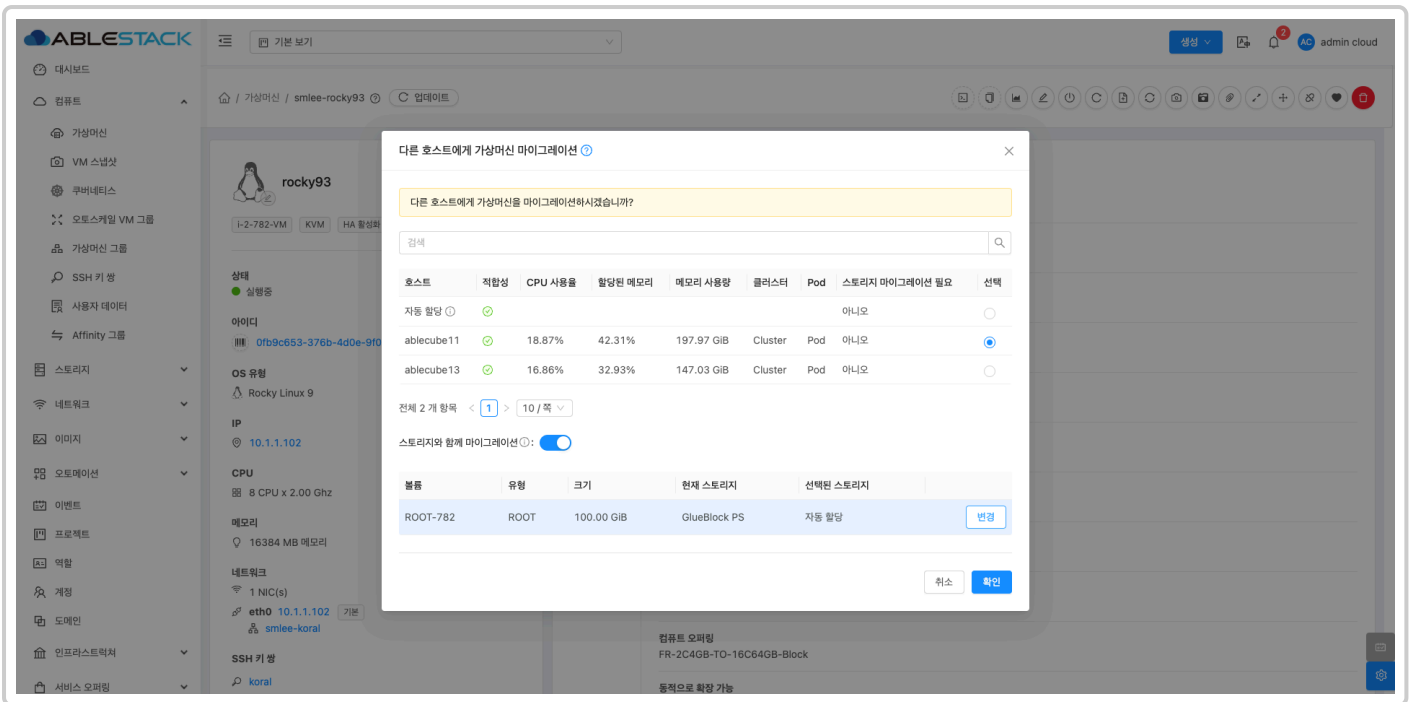 ABLESTACK
기본 보기
생성
2
AC admin cloud
대시보드
컴퓨트
가상머신
VM 스냅샷
쿠버네티스
오토스케일 VM 그룹
가상머신 그룹
SSH 키 쌍
사용자 데이터
Affinity 그룹
스토리지
네트워크
이미지
오토메이션
이벤트
프로젝트
역할
계정
도메인
인프라스트럭쳐
서비스 오퍼링
/ 가상머신 / smlee-rocky93 업데이트
rocky93
i-2-782-VM KVM HA 활성화
상태
실행중
아이디
0fb9c653-376b-4d0e-9f0
OS 유형
Rocky Linux 9
IP
10.1.1.102
CPU
8 CPU x 2.00 Ghz
메모리
16384 MB 메모리
네트워크
1 NIC(s)
eth0 10.1.1.102 기본
smlee-koral
SSH 키 쌍
koral
다른 호스트에게 가상머신 마이그레이션
다른 호스트에게 가상머신을 마이그레이션하시겠습니까?
검색
호스트 적합성 CPU 사용율 할당된 메모리 메모리 사용량 클러스터 Pod 스토리지 마이그레이션 필요 선택
자동 할당 아니오
ablecube11 18.87% 42.31% 197.97 GiB Cluster Pod 아니오
ablecube13 16.86% 32.93% 147.03 GiB Cluster Pod 아니오
전체 2 개 항목 < 1 > 10 / 쪽
스토리지와 함께 마이그레이션 :
볼륨 유형 크기 현재 스토리지 선택된 스토리지
ROOT-782 ROOT 100.00 GiB GlueBlock PS 자동 할당 변경
취소 확인
컴퓨트 오퍼링
FR-2C4GB-TO-16C64GB-Block
동적으로 확장 가능